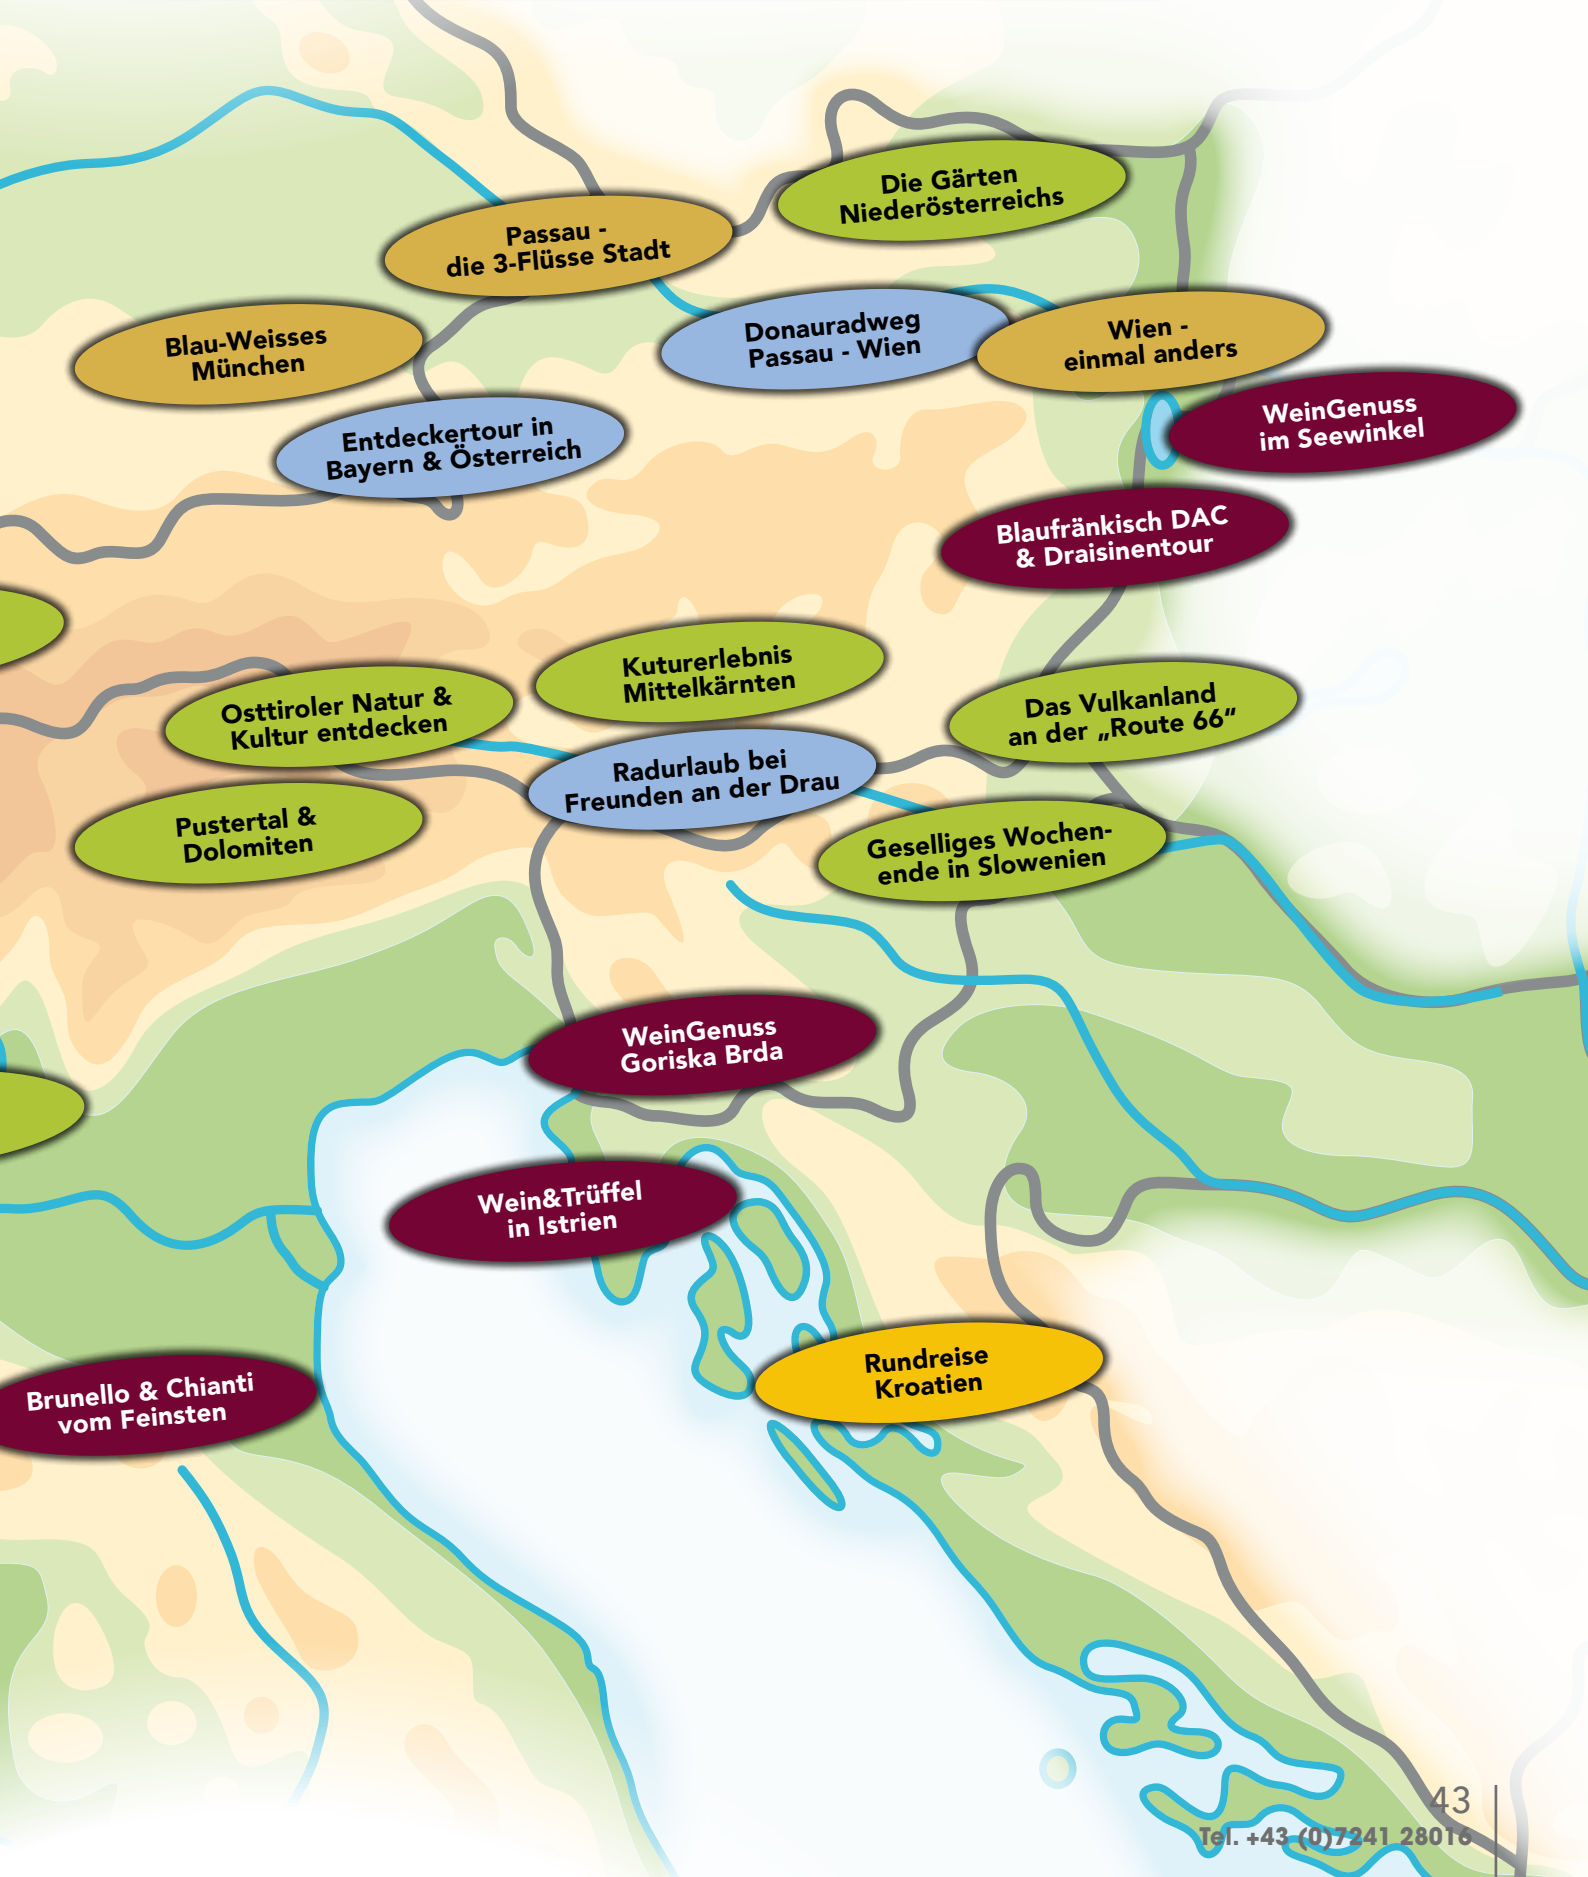 Die Gärten
Niederösterreichs
Passau -
die 3-Flüsse Stadt
Blau-Weisses
München
Donauradweg
Passau - Wien
Wien -
einmal anders
Entdeckertour in
Bayern & Österreich
WeinGenuss
im Seewinkel
Blaufränkisch DAC
& Draisinentour
Kuturerlebnis
Mittelkärnten
Osttiroler Natur &
Kultur entdecken
Das Vulkanland
an der „Route 66“
Radurlaub bei
Freunden an der Drau
Pustertal &
Dolomiten
Geselliges Wochen-
ende in Slowenien
WeinGenuss
Goriska Brda
Wein&Trüffel
in Istrien
Rundreise
Kroatien
Brunello & Chianti
vom Feinsten
43
Tel. +43 (0)7241 28016